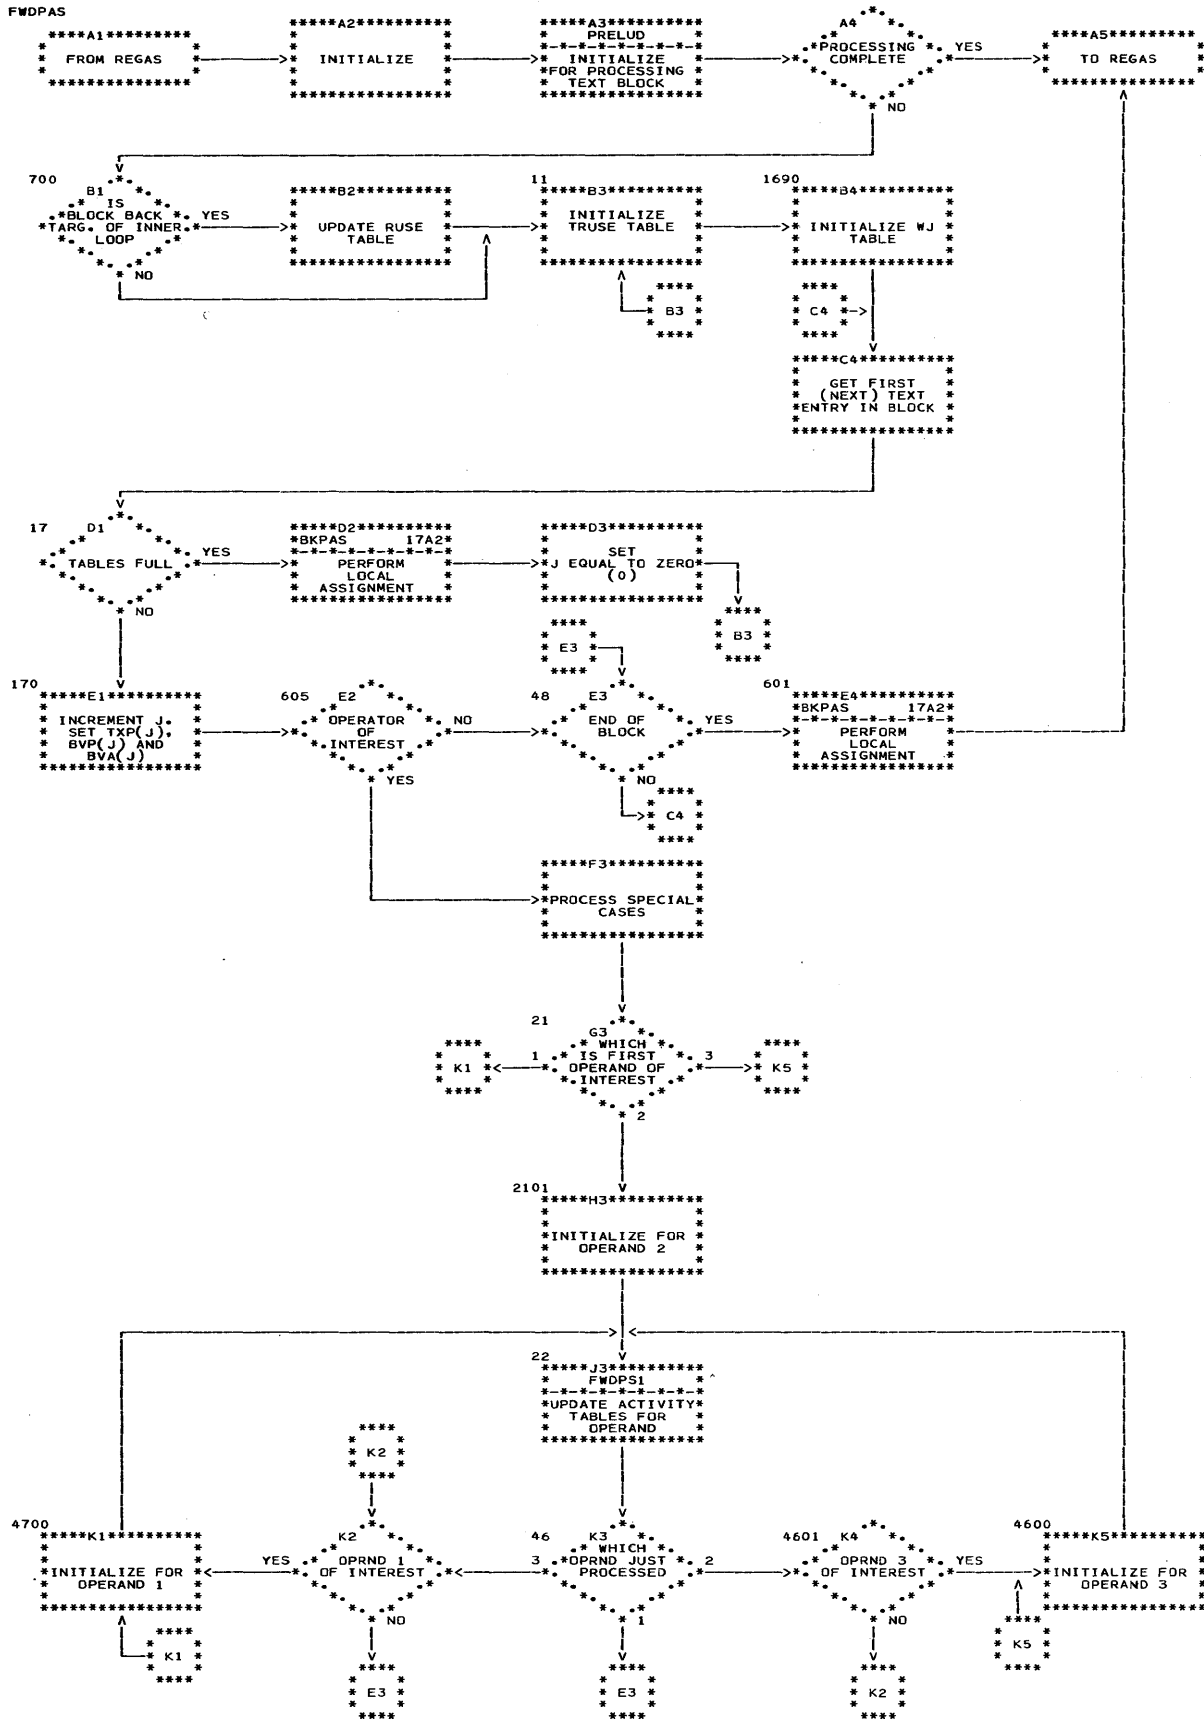 FWDPAS
A1
FROM REGAS
A2
INITIALIZE
A3
PRELUD
INITIALIZE
FOR PROCESSING
TEXT BLOCK
A4
PROCESSING
COMPLETE
YES
NO
A5
TO REGAS
700
B1
IS
BLOCK BACK
TARG. OF INNER
LOOP
YES
NO
B2
UPDATE RUSE
TABLE
11
B3
INITIALIZE
TRUSE TABLE
B3
1690
B4
INITIALIZE WJ
TABLE
C4
C4
GET FIRST
(NEXT) TEXT
ENTRY IN BLOCK
17
D1
TABLES FULL
YES
NO
D2
BKPAS 17A2
PERFORM
LOCAL
ASSIGNMENT
D3
SET
J EQUAL TO ZERO
(0)
B3
E3
170
E1
INCREMENT J.
SET TXP(J),
BVP(J) AND
BVA(J)
605
E2
OPERATOR
OF
INTEREST
NO
YES
48
E3
END OF
BLOCK
YES
NO
C4
601
E4
BKPAS 17A2
PERFORM
LOCAL
ASSIGNMENT
F3
PROCESS SPECIAL
CASES
21
G3
WHICH
IS FIRST
OPERAND OF
INTEREST
1
K1
3
K5
2
2101
H3
INITIALIZE FOR
OPERAND 2
22
J3
FWDPS1
UPDATE ACTIVITY
TABLES FOR
OPERAND
K2
4700
K1
INITIALIZE FOR
OPERAND 1
K1
K2
OPRND 1
OF INTEREST
YES
NO
E3
46
K3
WHICH
OPRND JUST
PROCESSED
3
2
1
E3
4601
K4
OPRND 3
OF INTEREST
YES
NO
K2
4600
K5
INITIALIZE FOR
OPERAND 3
K5